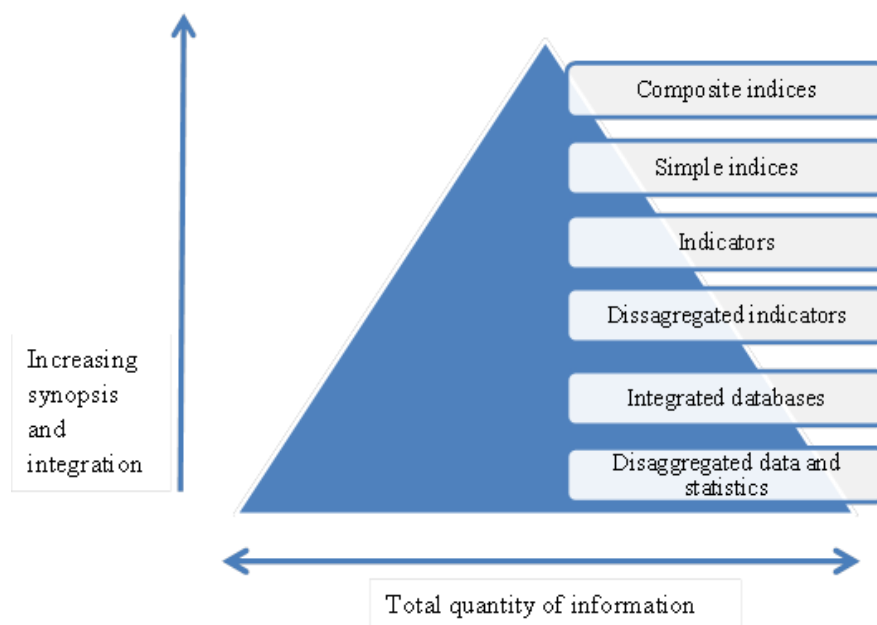 Composite indices
Simple indices
Indicators
Dissagregated indicators
Integrated databases
Disaggregated data and
statistics
Increasing
synopsis
and
integration
Total quantity of information